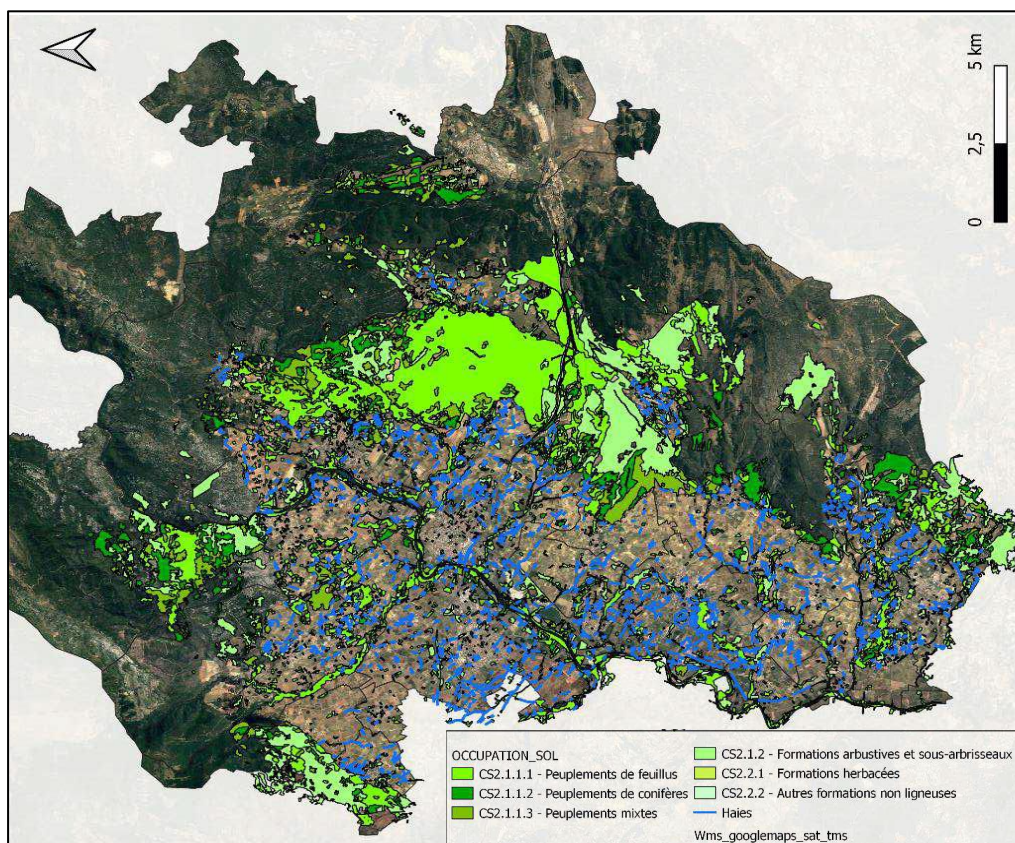 5 km
2,5
0
OCCUPATION_SOL
CS2.1.1.1 - Peuplements de feuillus
CS2.1.1.2 - Peuplements de conifères
CS2.1.1.3 - Peuplements mixtes
CS2.1.2 - Formations arbustives et sous-arbrisseaux
CS2.2.1 - Formations herbacées
CS2.2.2 - Autres formations non ligneuses
Haies
Wms_googlemaps_sat_tms